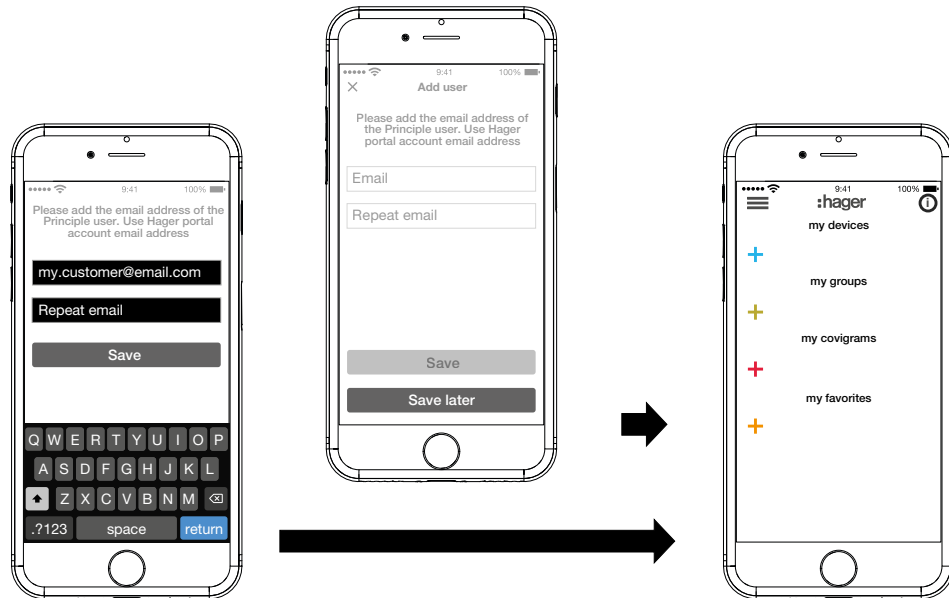 9:41 100%
Please add the email address of the
Principle user. Use Hager portal
account email address
my.customer@email.com
Repeat email
Save
Q W E R T Y U I O P
A S D F G H J K L
Z X C V B N M
.?123 space return
9:41 100%
Add user
Please add the email address of
the Principle user. Use Hager
portal account email address
Email
Repeat email
Save
Save later
9:41 100%
:hager
my devices
my groups
my covigrams
my favorites